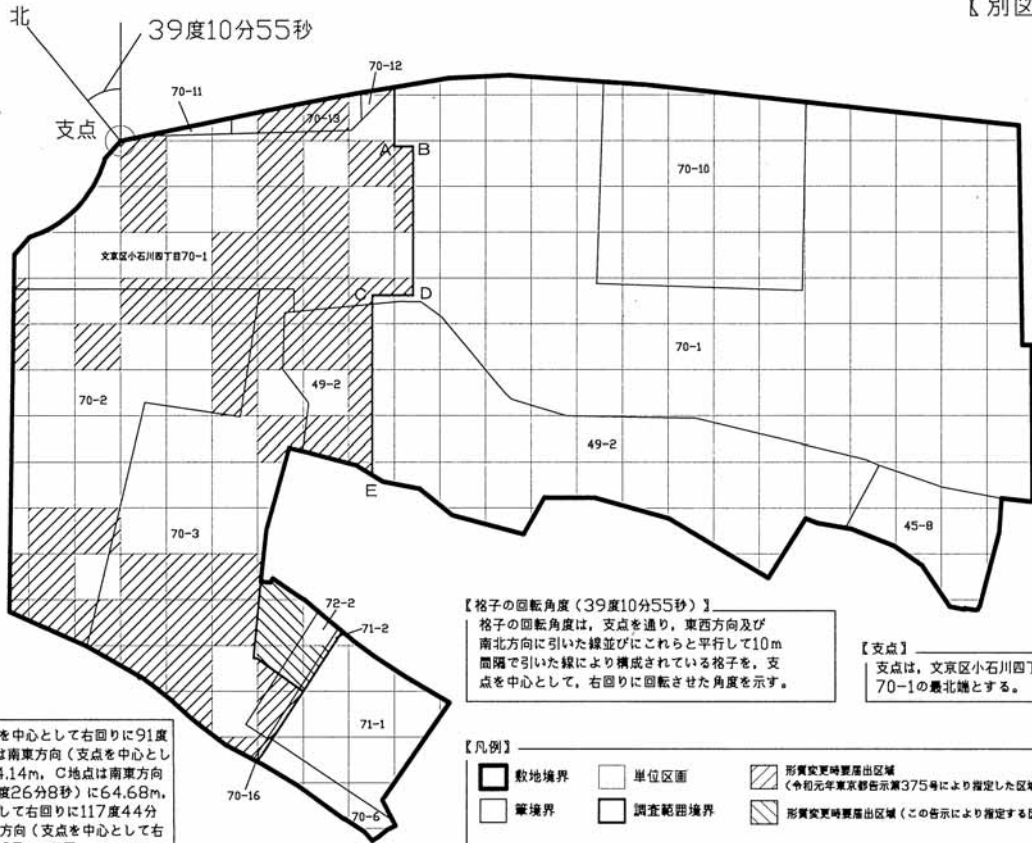 【別区
北
39度10分55秒
支点
70-11
70-12
70-13
A
B
70-10
文京区小石川四丁目70-1
C
D
70-1
70-2
49-2
49-2
E
45-8
70-3
72-2
71-2
71-1
70-16
70-6
【格子の回転角度(39度10分55秒)】
格子の回転角度は,支点を通り,東西方向及び
南北方向に引いた線並びにこれらと平行して10m
間隔で引いた線により構成されている格子を,支
点を中心として,右回りに回転させた角度を示す。
【支点】
支点は,文京区小石川四丁
70-1の最北端とする。
を中心として右回りに91度
は南東方向(支点を中心とし
.14m,C地点は南東方向
度26分8秒)に64.68m,
して右回りに117度44分
方向(支点を中心として右
【凡例】
敷地境界
単位区画
形質変更時要届出区域
(令和元年東京都告示第375号により指定した区域
筆境界
調査範囲境界
形質変更時要届出区域(この告示により指定する区